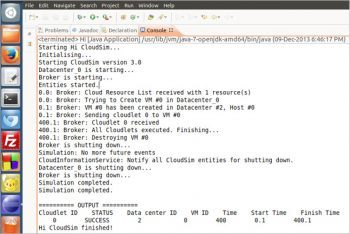 File Edit Source Refactor Navigate Search Project Run Window Help
Problems Javadoc Declaration Console
<terminated> Hi [Java Application] /usr/lib/jvm/java-7-openjdk-amd64/bin/java (09-Dec-2013 6:46:17 PM)
Starting Hi CloudSim...
Initialising...
Starting CloudSim version 3.0
Datacenter_0 is starting...
Broker is starting...
Entities started.
0.0: Broker: Cloud Resource List received with 1 resource(s)
0.0: Broker: Trying to Create VM #0 in Datacenter_0
0.1: Broker: VM #0 has been created in Datacenter #2, Host #0
0.1: Broker: Sending cloudlet 0 to VM #0
400.1: Broker: Cloudlet 0 received
400.1: Broker: All Cloudlets executed. Finishing...
400.1: Broker: Destroying VM #0
Broker is shutting down...
Simulation: No more future events
CloudInformationService: Notify all CloudSim entities for shutting down.
Datacenter_0 is shutting down...
Broker is shutting down...
Simulation completed.
Simulation completed.
========== OUTPUT ==========
Cloudlet ID STATUS Data center ID VM ID Time Start Time Finish Time
0 SUCCESS 2 0 400 0.1 400.1
Hi CloudSim finished!